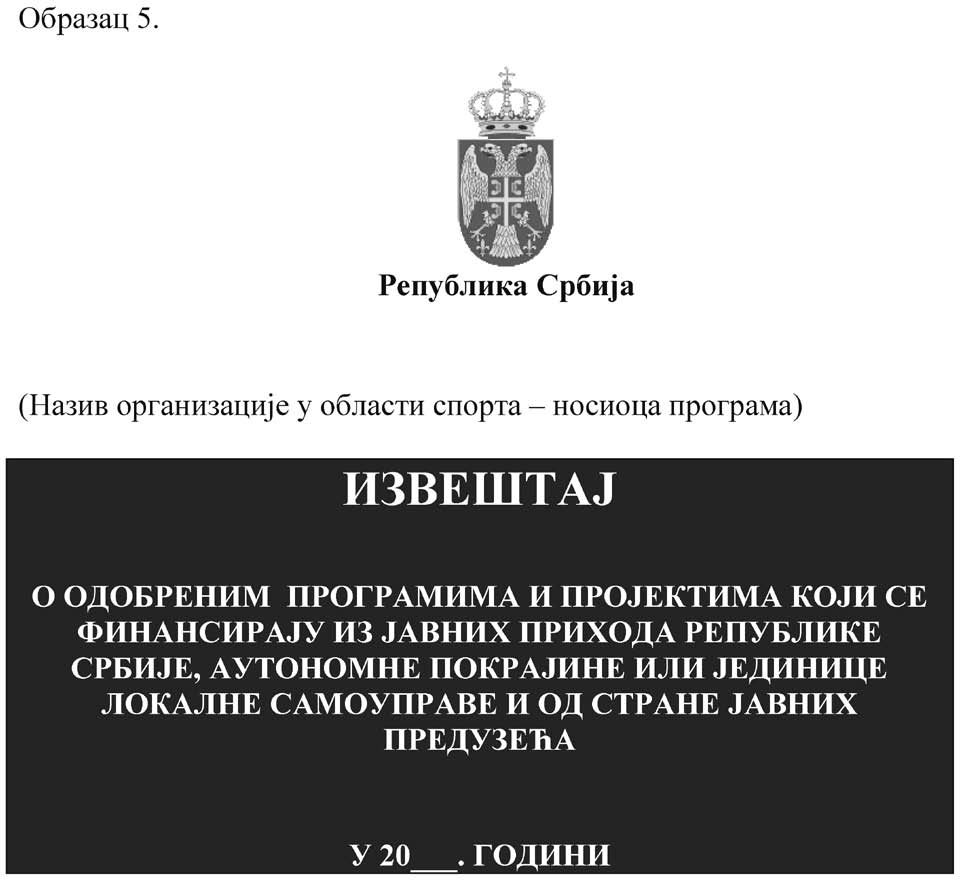 Образац 5.
Република Србија
(Назив организације у области спорта – носиоца програма)
ИЗВЕШТАЈ
О ОДОБРЕНИМ ПРОГРАМИМА И ПРОЈЕКТИМА КОЈИ СЕ
ФИНАНСИРАЈУ ИЗ ЈАВНИХ ПРИХОДА РЕПУБЛИКЕ
СРБИЈЕ, АУТОНОМНЕ ПОКРАЈИНЕ ИЛИ ЈЕДИНИЦЕ
ЛОКАЛНЕ САМОУПРАВЕ И ОД СТРАНЕ ЈАВНИХ
ПРЕДУЗЕЋА
У 20___. ГОДИНИ